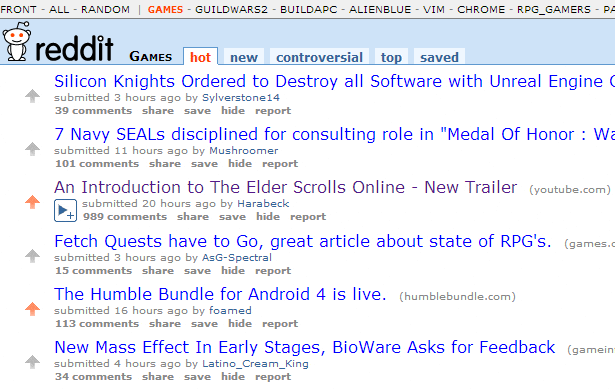 FRONT - ALL - RANDOM | GAMES - GUILDWARS2 - BUILDAPC - ALIENBLUE - VIM - CHROME - RPG_GAMERS - PA
reddit GAMES hot new controversial top saved
Silicon Knights Ordered to Destroy all Software with Unreal Engine C
submitted 3 hours ago by Sylverstone14
39 comments share save hide report
7 Navy SEALs disciplined for consulting role in "Medal Of Honor : Wa
submitted 11 hours ago by Mushroomer
101 comments share save hide report
An Introduction to The Elder Scrolls Online - New Trailer (youtube.com)
submitted 20 hours ago by Harabeck
989 comments share save hide report
Fetch Quests have to Go, great article about state of RPG's. (games.c
submitted 3 hours ago by AsG-Spectral
15 comments share save hide report
The Humble Bundle for Android 4 is live. (humblebundle.com)
submitted 16 hours ago by foamed
113 comments share save hide report
New Mass Effect In Early Stages, BioWare Asks for Feedback (gamein
submitted 4 hours ago by Latino_Cream_King
34 comments share save hide report